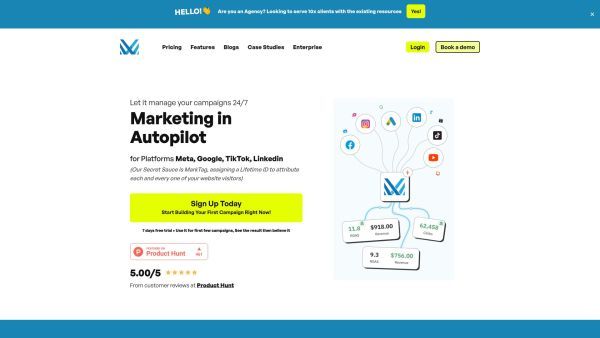 HELLO! 👋 Are you an Agency? Looking to serve 10x clients with the existing resources Yes! ×
Pricing Features Blogs Case Studies Enterprise Login Book a demo
Let it manage your campaigns 24/7
Marketing in
Autopilot
for Platforms Meta, Google, TikTok, Linkedin
(Our Secret Sauce is MarkTag, assigning a Lifetime ID to attribute
each and every one of your website visitors)
Sign Up Today
Start Building Your First Campaign Right Now!
7 days free trial • Use it for first few campaigns, See the result then believe it
FEATURED ON
Product Hunt
5.00/5 ★★★★★
From customer reviews at Product Hunt
11.8 $918.00
ROAS Revenue
62,458
9.3 $756.00
ROAS Revenue